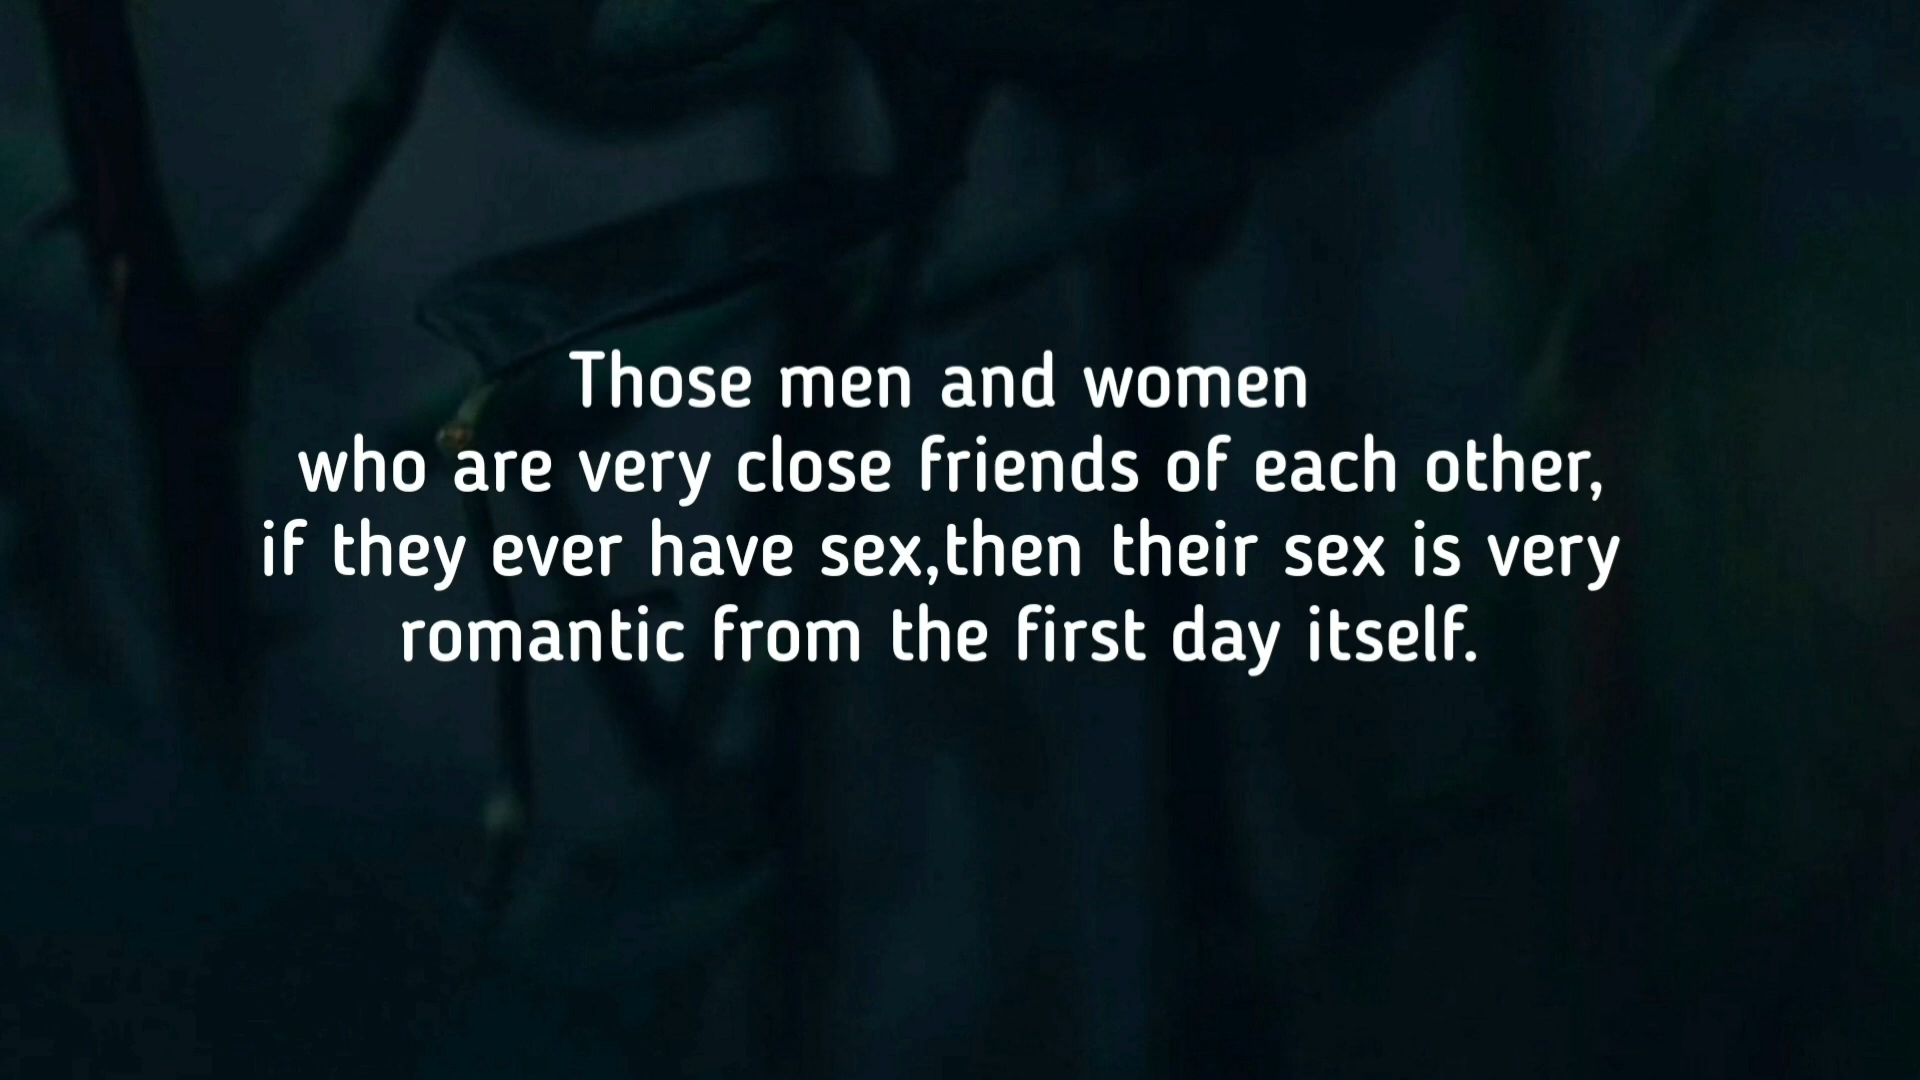 Those men and women
who are very close friends of each other,
if they ever have sex,then their sex is very
romantic from the first day itself.